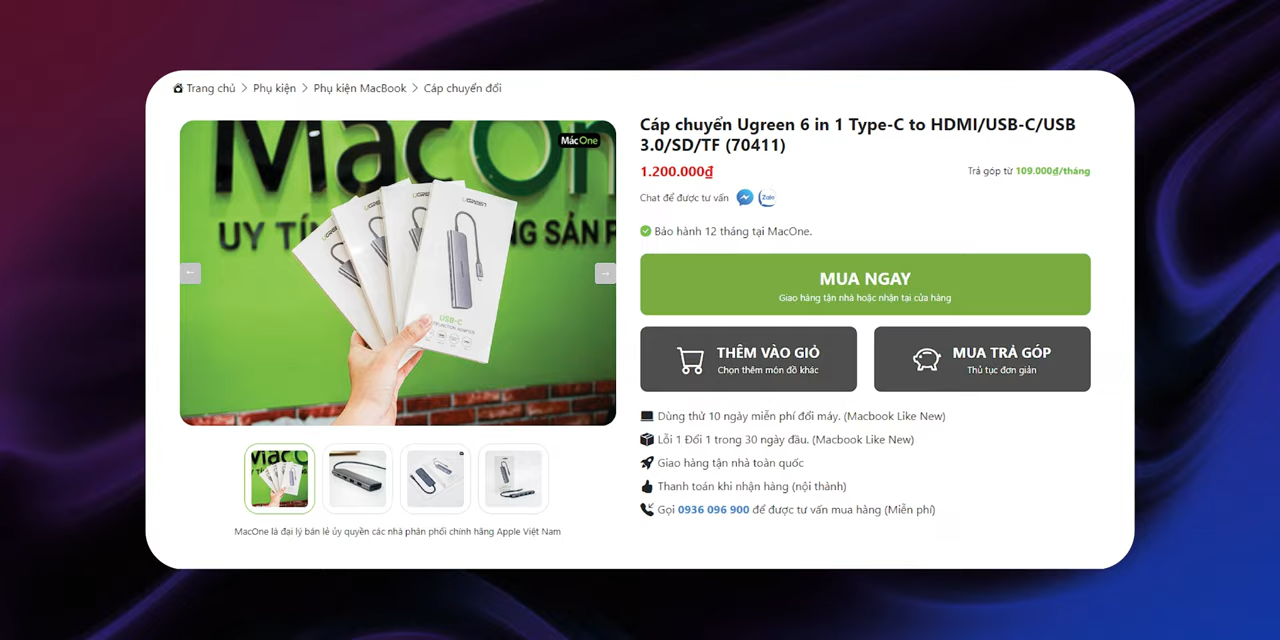 Trang chủ > Phụ kiện > Phụ kiện MacBook > Cáp chuyển đổi
MacOne
MácOne
UY TÍN
NG SẢN P
UGREEN
UGREEN
UGREEN
UGREEN
USB-C
Cáp chuyển Ugreen 6 in 1 Type-C to HDMI/USB-C/USB
3.0/SD/TF (70411)
1.200.000₫
Trả góp từ 109.000₫/tháng
Chat để được tư vấn
Zalo
Bảo hành 12 tháng tại MacOne.
MUA NGAY
Giao hàng tận nhà hoặc nhận tại cửa hàng
THÊM VÀO GIỎ
Chọn thêm món đồ khác
MUA TRẢ GÓP
Thủ tục đơn giản
Dùng thử 10 ngày miễn phí đổi máy. (Macbook Like New)
Lỗi 1 Đổi 1 trong 30 ngày đầu. (Macbook Like New)
Giao hàng tận nhà toàn quốc
Thanh toán khi nhận hàng (nội thành)
Gọi 0936 096 900 để được tư vấn mua hàng (Miễn phí)
MacOne là đại lý bán lẻ ủy quyền các nhà phân phối chính hãng Apple Việt Nam